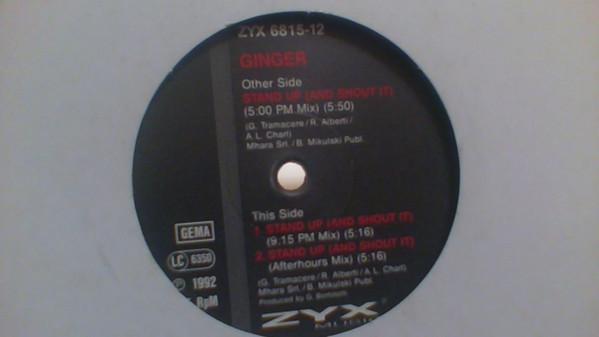 ZYX 6815-12
GINGER
Other Side
STAND UP (AND SHOUT IT)
(5:00 PM Mix) (5:50)
(G. Tramacere / R. Alberti /
A. L. Charl)
Mhara Srl. / B. Mikulski Publ.
This Side
1. STAND UP (AND SHOUT IT)
(9.15 PM Mix) (5:16)
2. STAND UP (AND SHOUT IT)
(Afterhours Mix) (5:16)
(G. Tramacere / R. Alberti / A. L. Charl)
Mhara Srl. / B. Mikulski Publ.
Produced by G.
GEMA
LC 6350
℗ 1992
RpM
ZYX
MUSIC